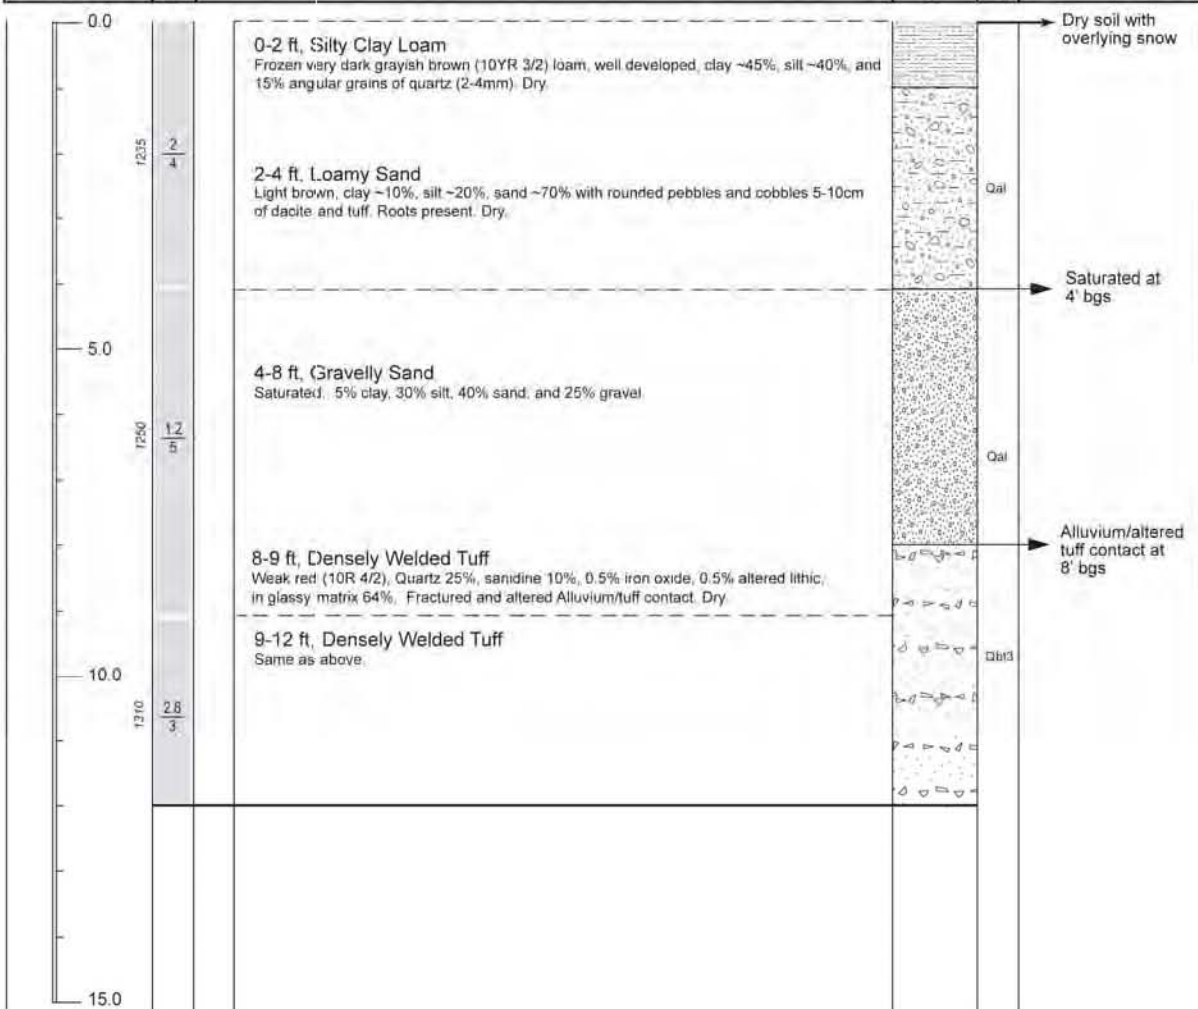 0.0
Dry soil with
overlying snow
0-2 ft, Silty Clay Loam
Frozen very dark grayish brown (10YR 3/2) loam, well developed, clay ~45%, silt ~40%, and
15% angular grains of quartz (2-4mm). Dry.
1235
2
4
2-4 ft, Loamy Sand
Light brown, clay ~10%, silt ~20%, sand ~70% with rounded pebbles and cobbles 5-10cm
of dacite and tuff. Roots present. Dry.
Qal
Saturated at
4' bgs
5.0
4-8 ft, Gravelly Sand
Saturated. 5% clay, 30% silt, 40% sand, and 25% gravel
1250
1.2
5
Qal
Alluvium/altered
tuff contact at
8' bgs
8-9 ft, Densely Welded Tuff
Weak red (10R 4/2), Quartz 25%, sanidine 10%, 0.5% iron oxide, 0.5% altered lithic,
in glassy matrix 64%. Fractured and altered Alluvium/tuff contact. Dry.
9-12 ft, Densely Welded Tuff
Same as above.
Qbt3
10.0
1310
2.8
3
15.0